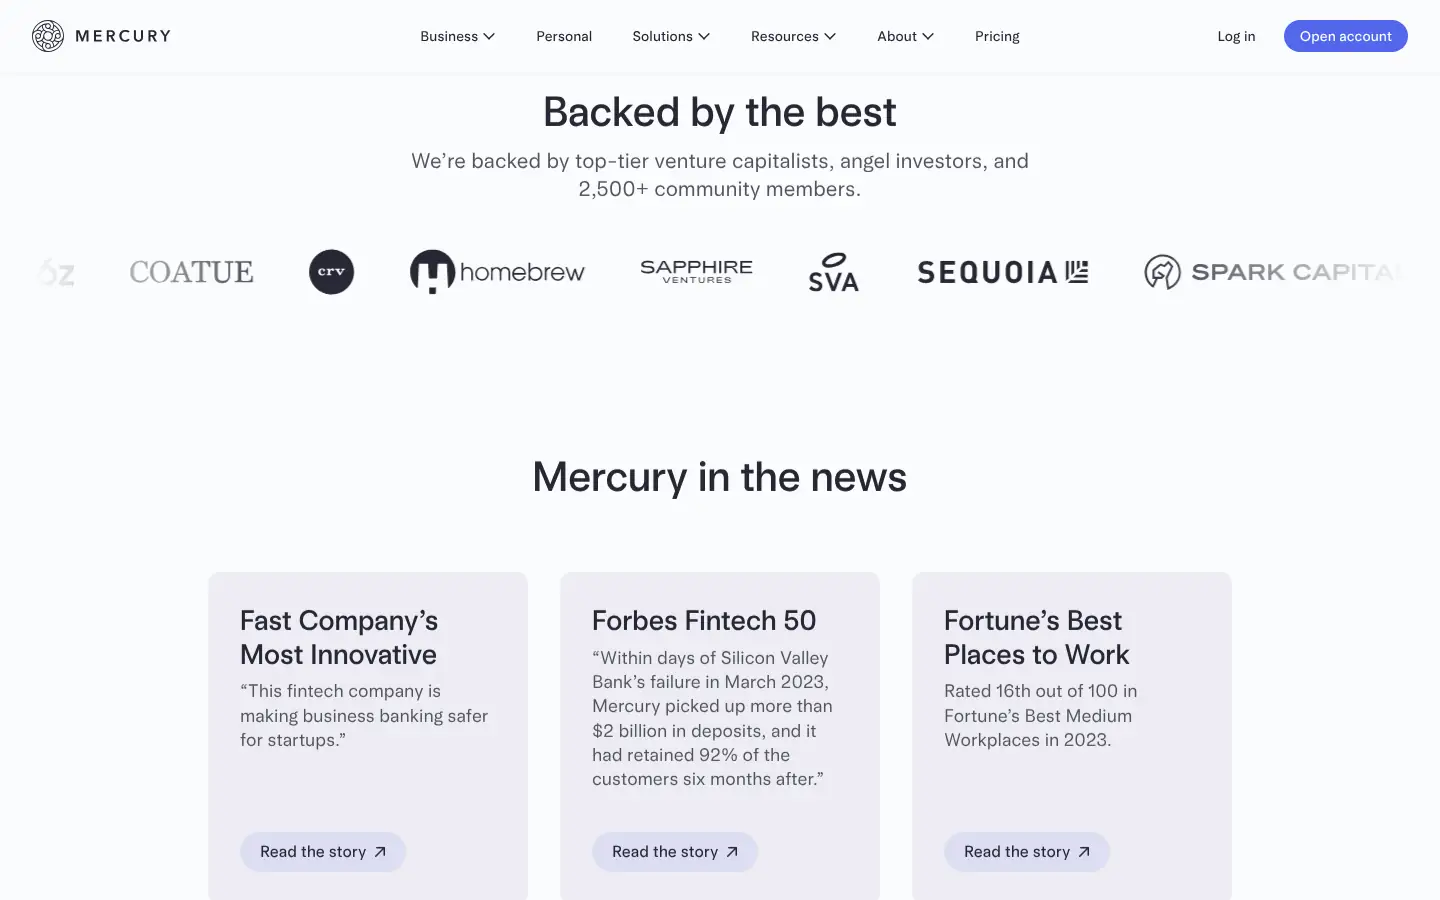 MERCURY
Business
Personal
Solutions
Resources
About
Pricing
Log in
Open account
Backed by the best
We’re backed by top-tier venture capitalists, angel investors, and
2,500+ community members.
COATUE
crv
homebrew
SAPPHIRE
VENTURES
SVA
SEQUOIA
SPARK CAPITAL
Mercury in the news
Fast Company’s
Most Innovative
“This fintech company is
making business banking safer
for startups.”
Read the story
Forbes Fintech 50
“Within days of Silicon Valley
Bank’s failure in March 2023,
Mercury picked up more than
$2 billion in deposits, and it
had retained 92% of the
customers six months after.”
Read the story
Fortune’s Best
Places to Work
Rated 16th out of 100 in
Fortune’s Best Medium
Workplaces in 2023.
Read the story